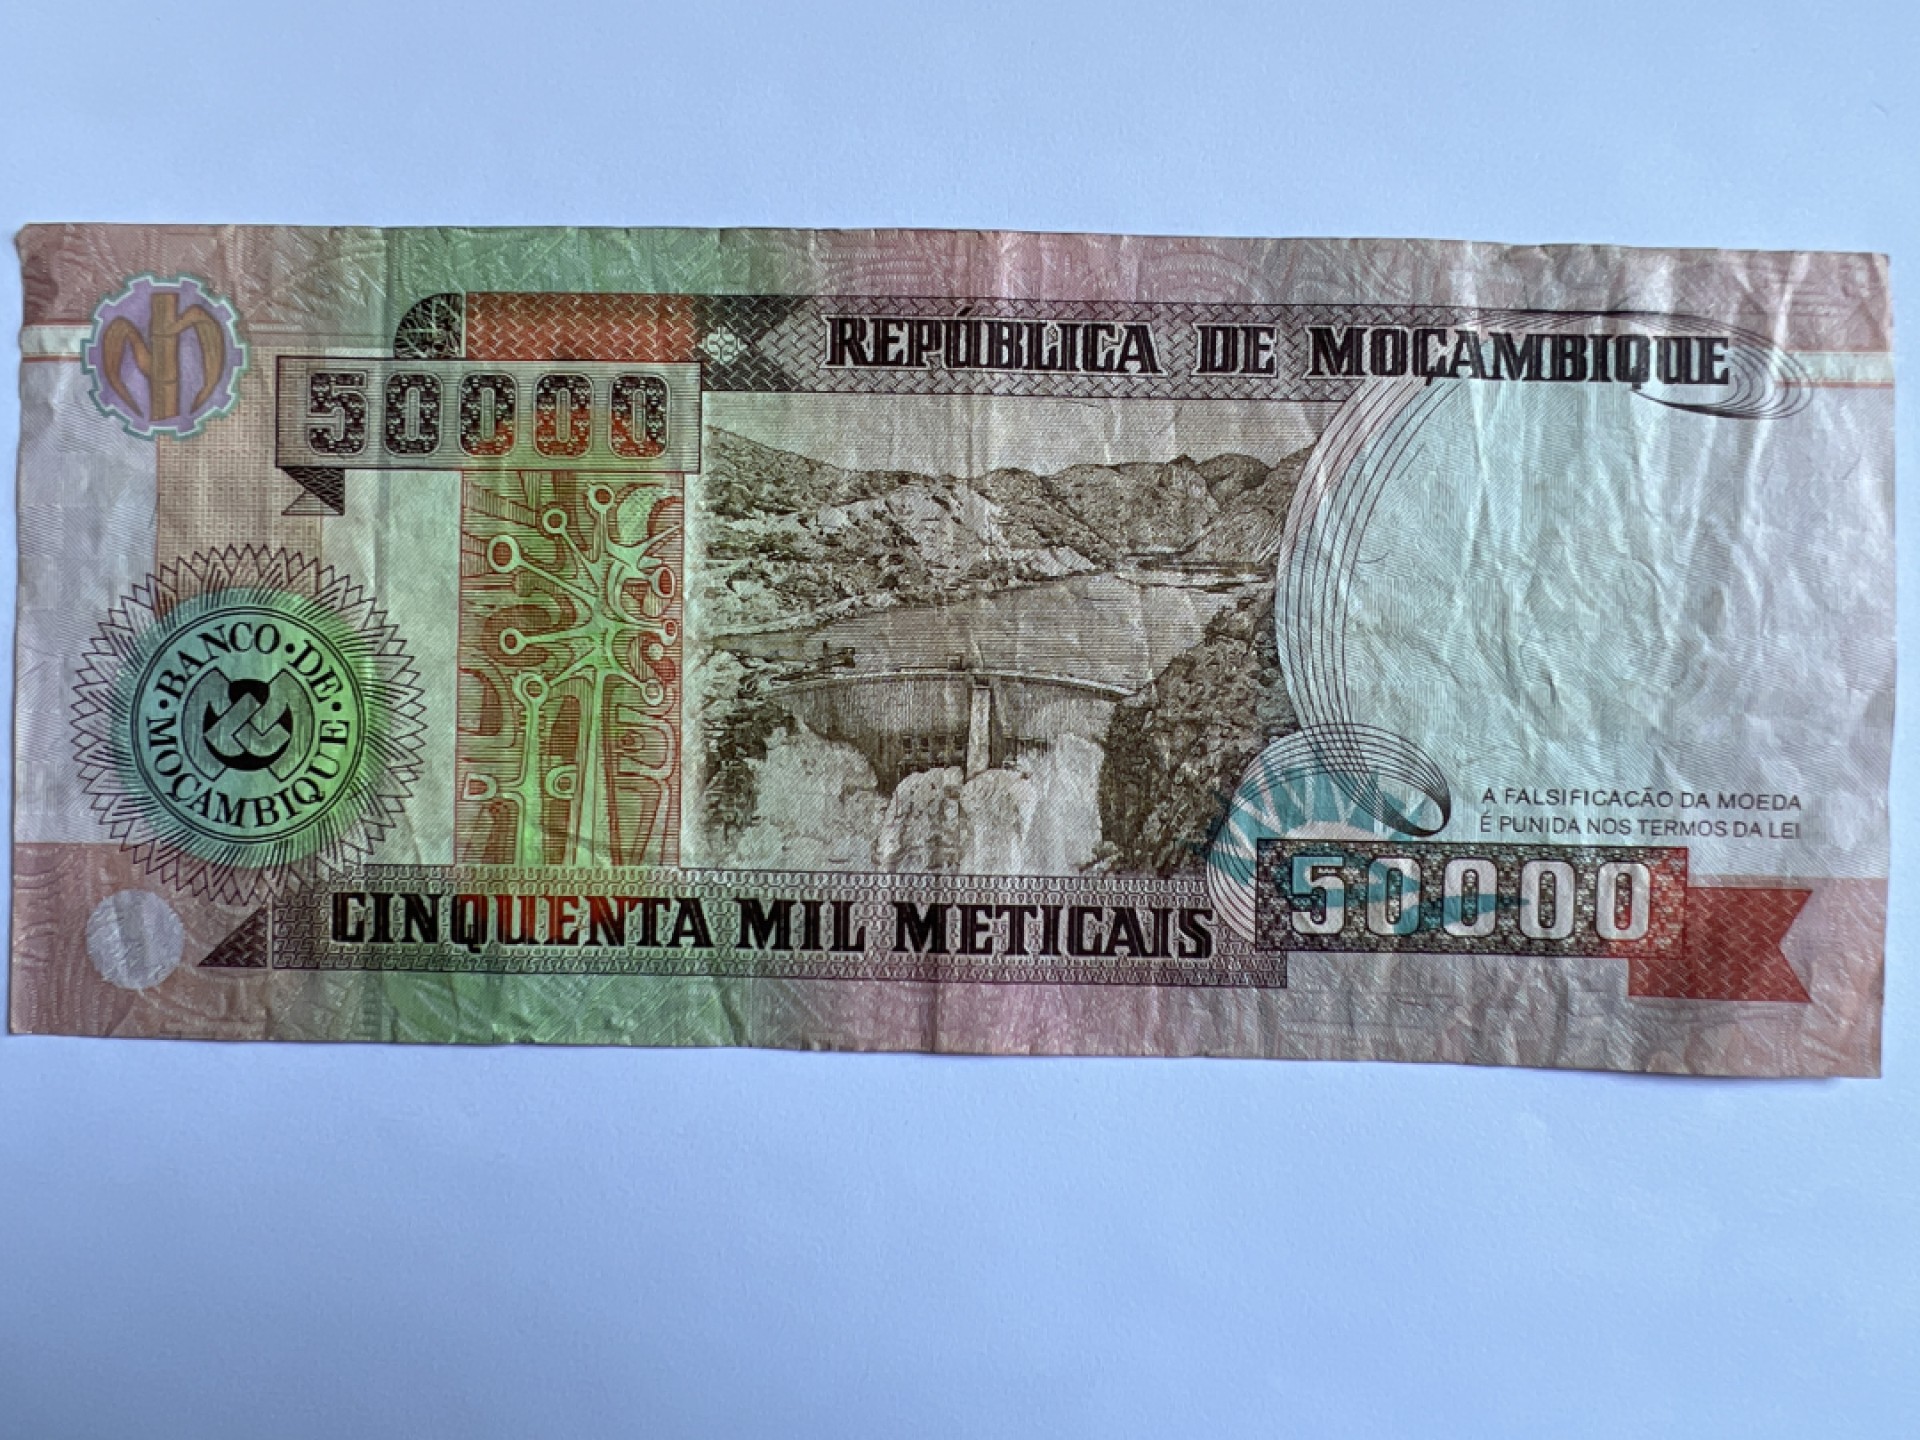 REPÚBLICA DE MOÇAMBIQUE
50000
BANCO • DE •
MOÇAMBIQUE •
A FALSIFICAÇÃO DA MOEDA
É PUNIDA NOS TERMOS DA LEI
50000
CINQUENTA MIL METICAIS